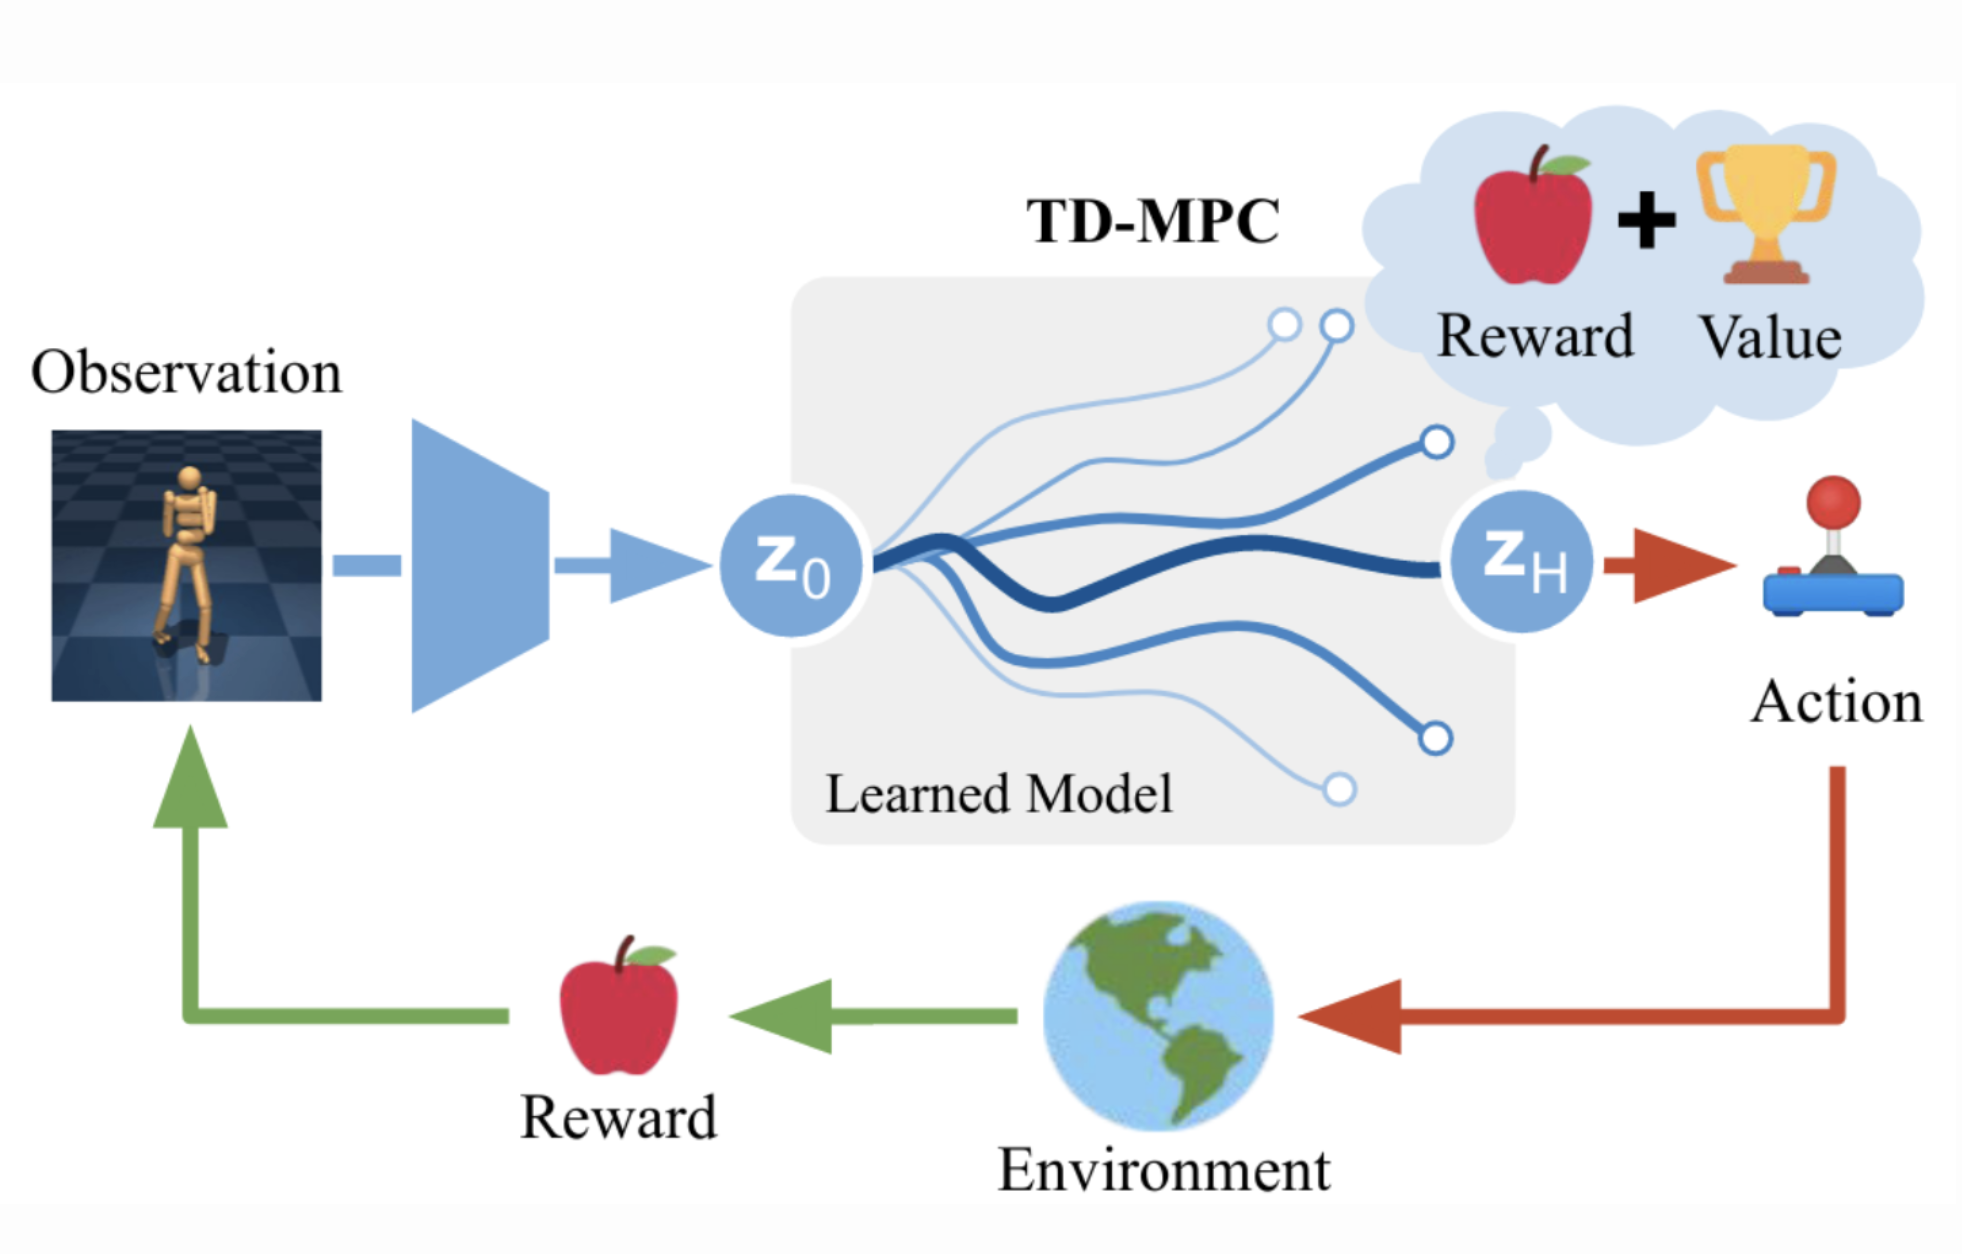 TD-MPC
Reward + Value
Observation
z0
zH
Action
Learned Model
Reward
Environment